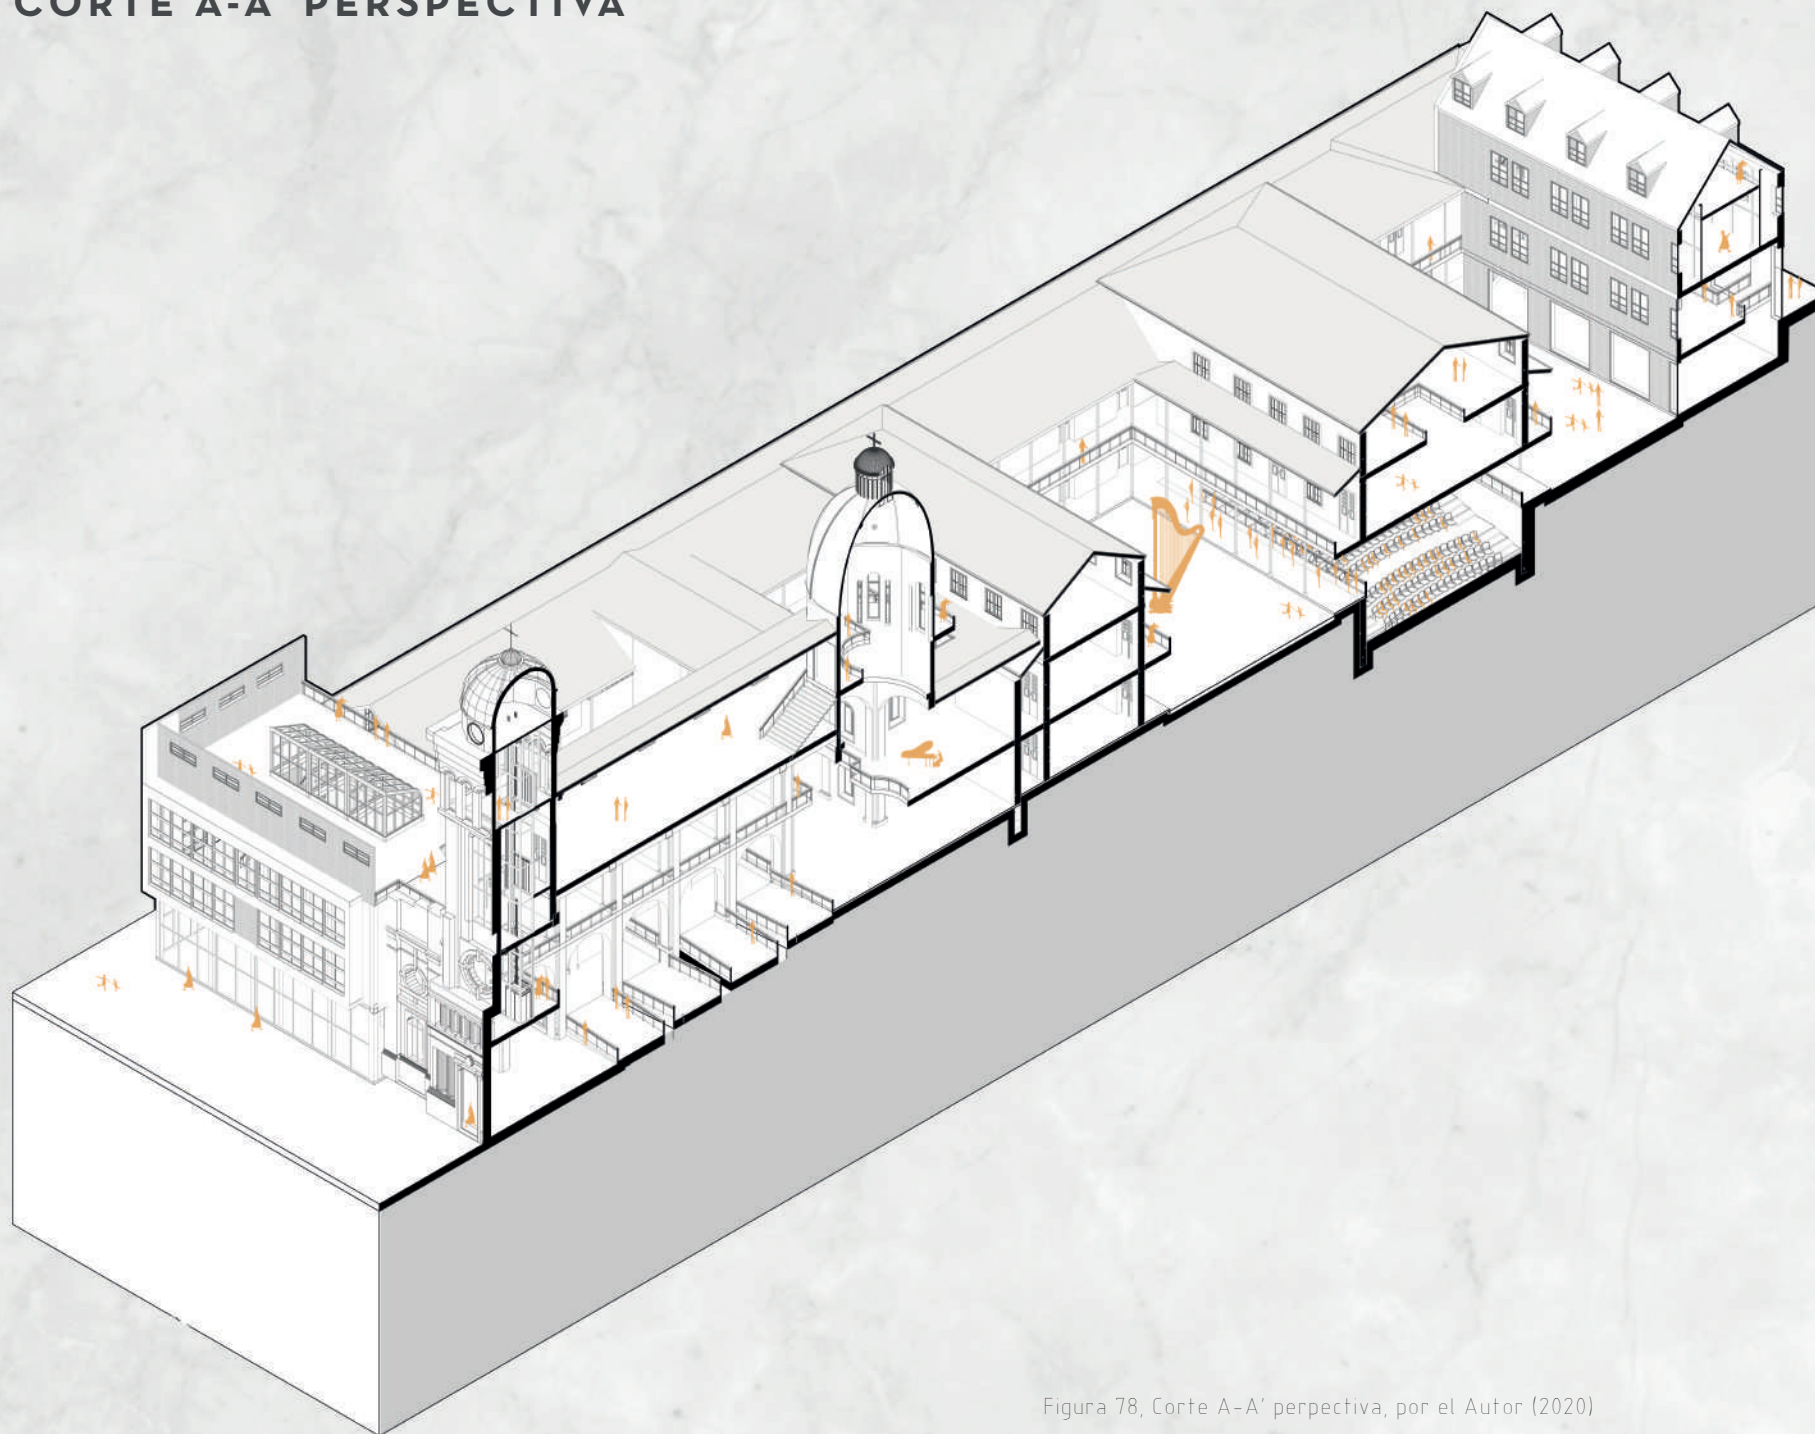 CORTE A-A' PERSPECTIVA
Figura 78, Corte A-A' perpectiva, por el Autor (2020)